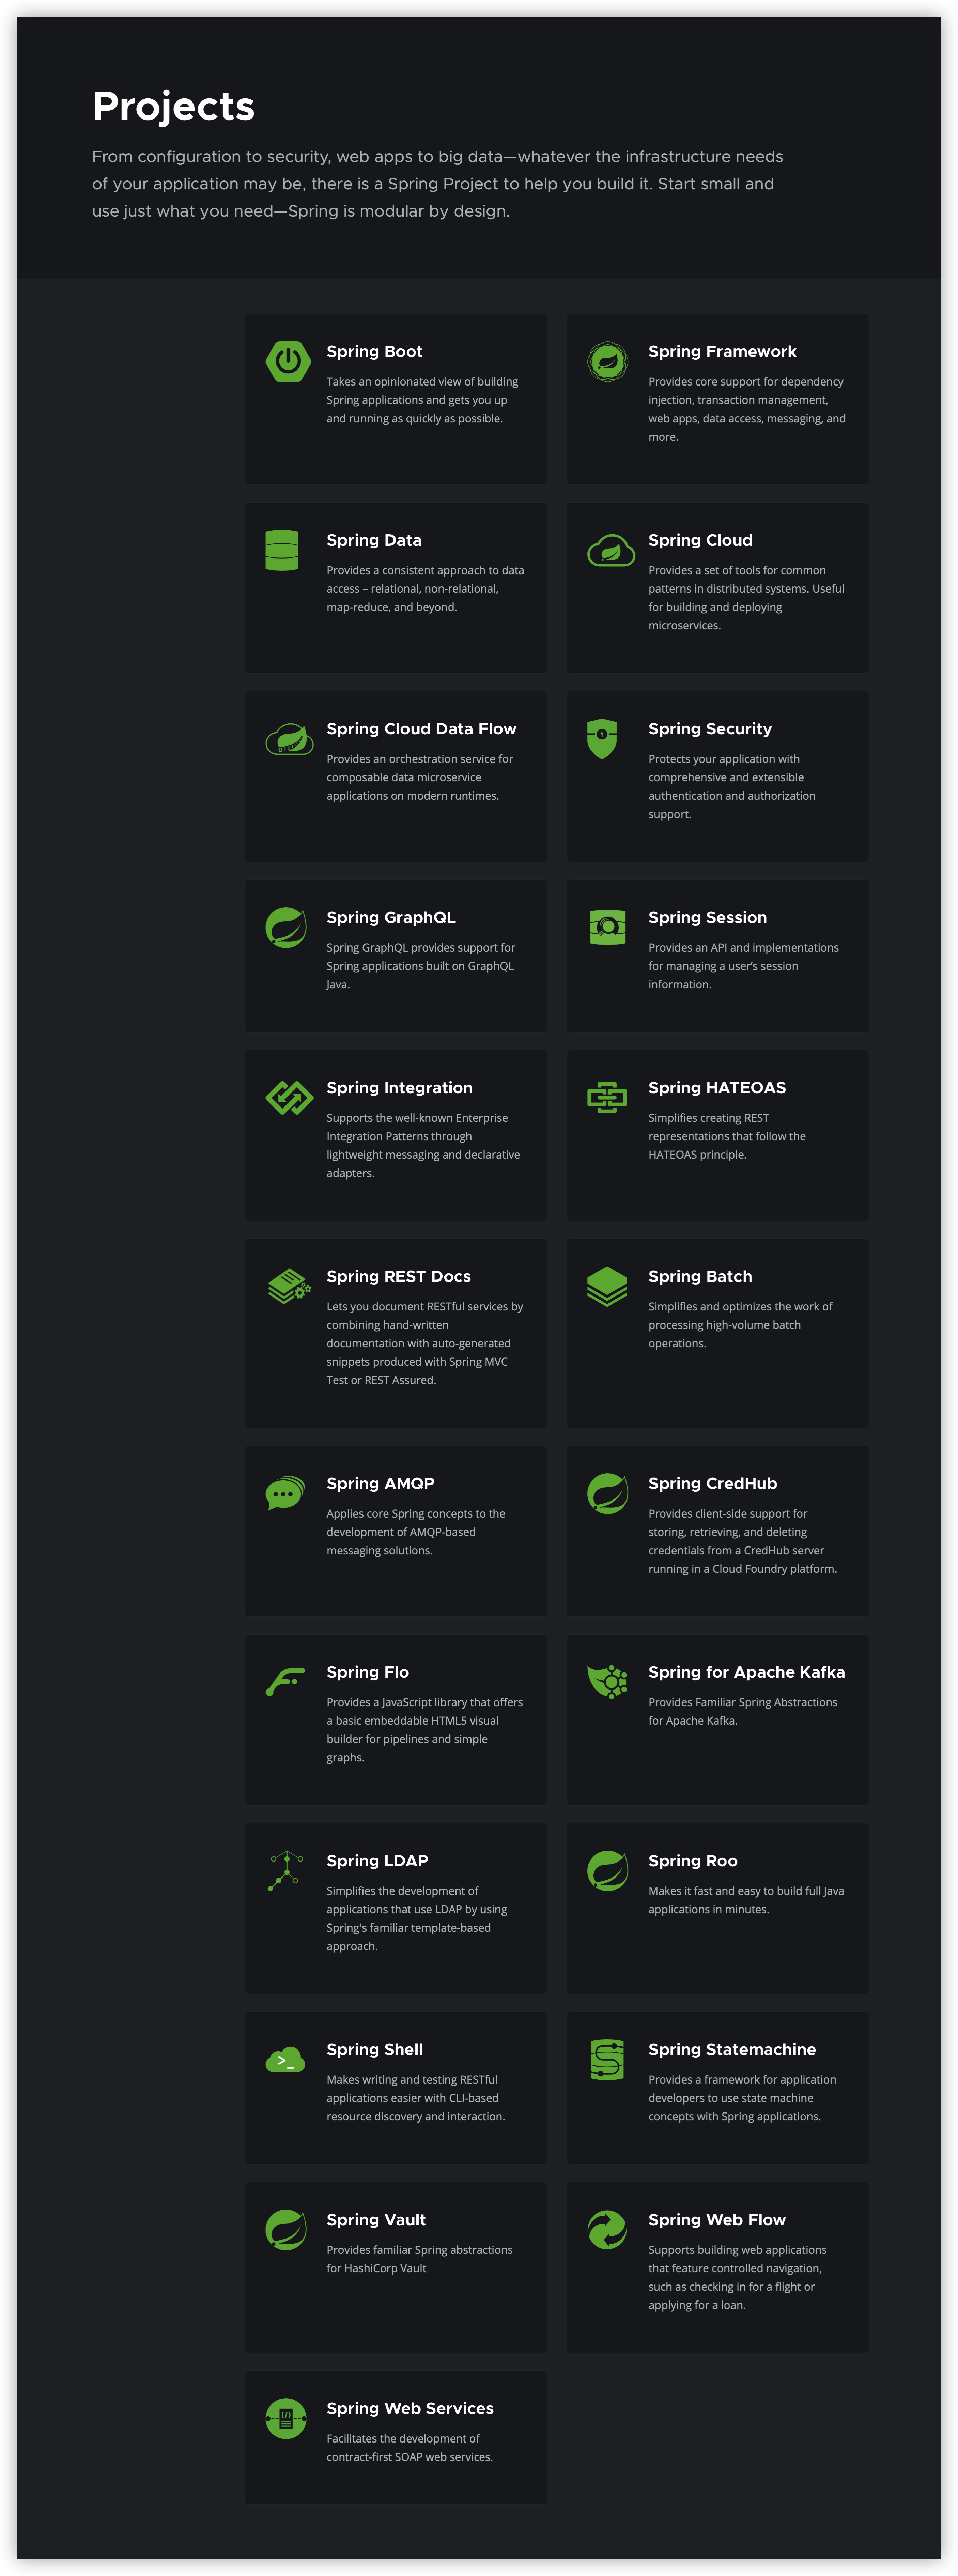 Projects
From configuration to security, web apps to big data—whatever the infrastructure needs
of your application may be, there is a Spring Project to help you build it. Start small and
use just what you need—Spring is modular by design.
Spring Boot
Takes an opinionated view of building
Spring applications and gets you up
and running as quickly as possible.
Spring Framework
Provides core support for dependency
injection, transaction management,
web apps, data access, messaging, and
more.
Spring Data
Provides a consistent approach to data
access – relational, non-relational,
map-reduce, and beyond.
Spring Cloud
Provides a set of tools for common
patterns in distributed systems. Useful
for building and deploying
microservices.
Spring Cloud Data Flow
Provides an orchestration service for
composable data microservice
applications on modern runtimes.
Spring Security
Protects your application with
comprehensive and extensible
authentication and authorization
support.
Spring GraphQL
Spring GraphQL provides support for
Spring applications built on GraphQL
Java.
Spring Session
Provides an API and implementations
for managing a user’s session
information.
Spring Integration
Supports the well-known Enterprise
Integration Patterns through
lightweight messaging and declarative
adapters.
Spring HATEOAS
Simplifies creating REST
representations that follow the
HATEOAS principle.
Spring REST Docs
Lets you document RESTful services by
combining hand-written
documentation with auto-generated
snippets produced with Spring MVC
Test or REST Assured.
Spring Batch
Simplifies and optimizes the work of
processing high-volume batch
operations.
Spring AMQP
Applies core Spring concepts to the
development of AMQP-based
messaging solutions.
Spring CredHub
Provides client-side support for
storing, retrieving, and deleting
credentials from a CredHub server
running in a Cloud Foundry platform.
Spring Flo
Provides a JavaScript library that offers
a basic embeddable HTML5 visual
builder for pipelines and simple
graphs.
Spring for Apache Kafka
Provides Familiar Spring Abstractions
for Apache Kafka.
Spring LDAP
Simplifies the development of
applications that use LDAP by using
Spring's familiar template-based
approach.
Spring Roo
Makes it fast and easy to build full Java
applications in minutes.
Spring Shell
Makes writing and testing RESTful
applications easier with CLI-based
resource discovery and interaction.
Spring Statemachine
Provides a framework for application
developers to use state machine
concepts with Spring applications.
Spring Vault
Provides familiar Spring abstractions
for HashiCorp Vault
Spring Web Flow
Supports building web applications
that feature controlled navigation,
such as checking in for a flight or
applying for a loan.
Spring Web Services
Facilitates the development of
contract-first SOAP web services.